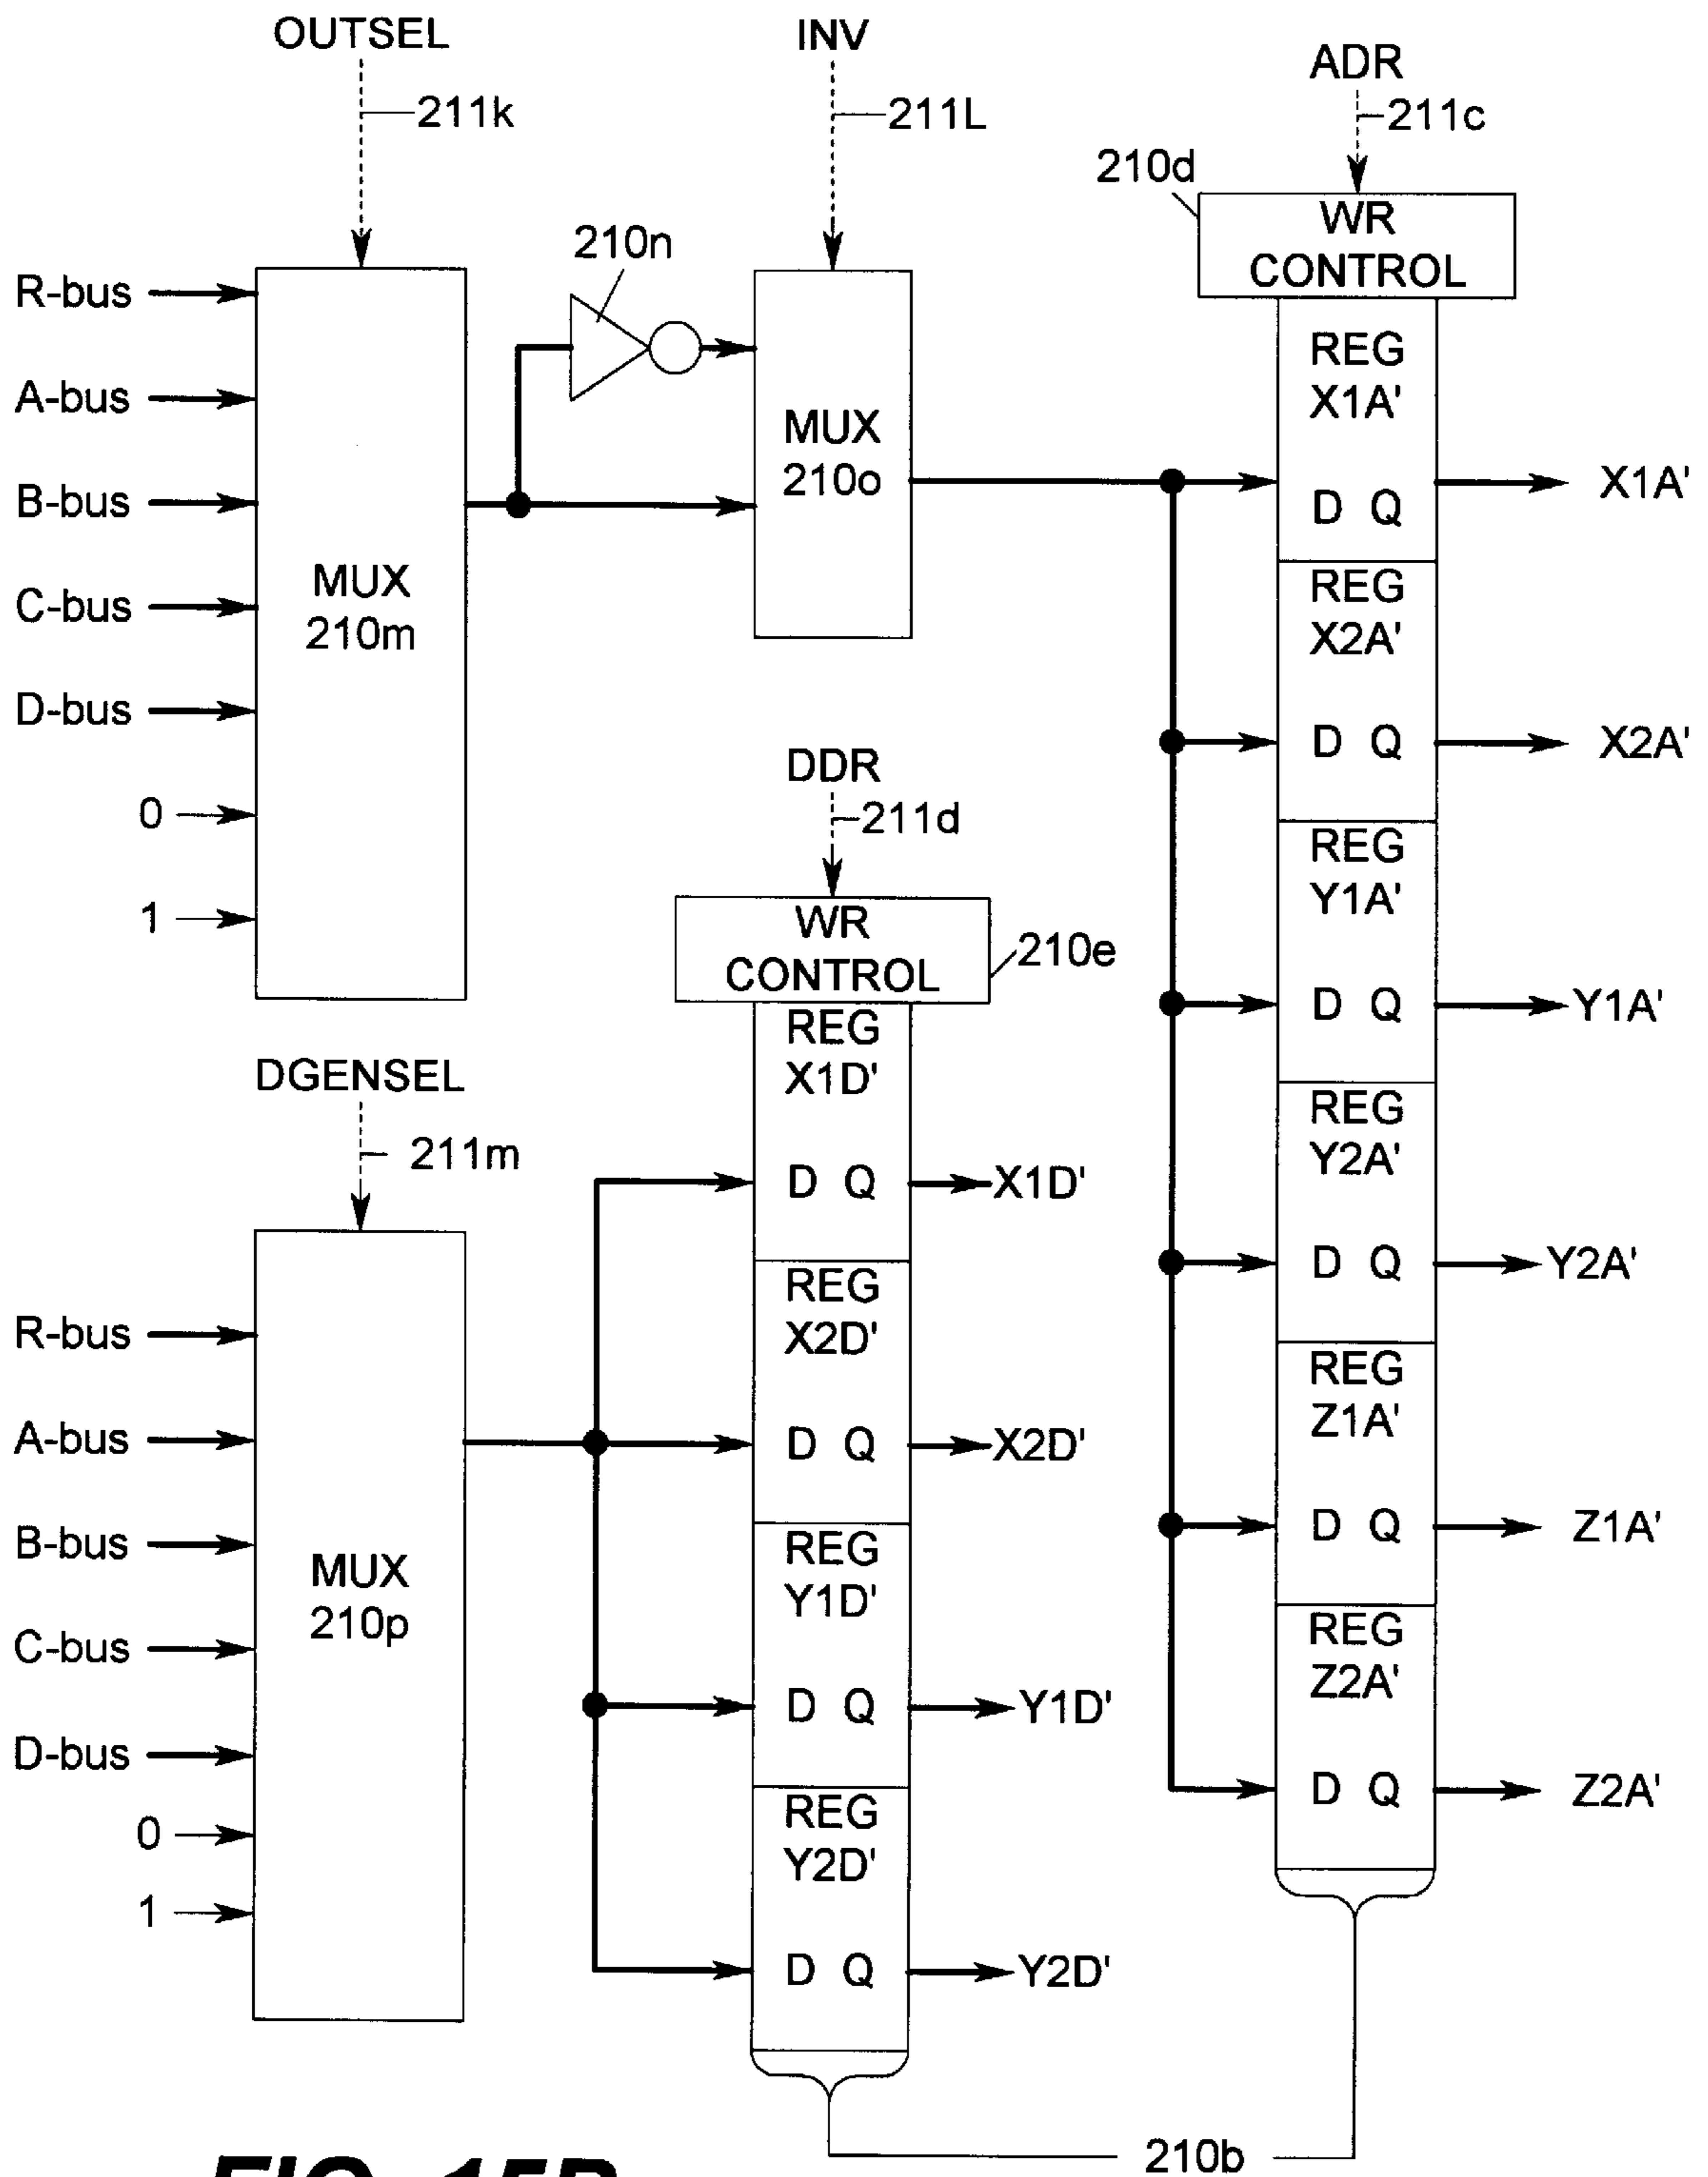 OUTSEL
INV
ADR
211k
211L
211c
210d
WR
CONTROL
210n
R-bus
A-bus
B-bus
C-bus
D-bus
0
1
MUX
210m
MUX
210o
REG
X1A'
D Q
X1A'
REG
X2A'
D Q
X2A'
REG
Y1A'
D Q
Y1A'
REG
Y2A'
D Q
Y2A'
REG
Z1A'
D Q
Z1A'
REG
Z2A'
D Q
Z2A'
DDR
211d
WR
CONTROL
210e
DGENSEL
211m
R-bus
A-bus
B-bus
C-bus
D-bus
0
1
MUX
210p
REG
X1D'
D Q
X1D'
REG
X2D'
D Q
X2D'
REG
Y1D'
D Q
Y1D'
REG
Y2D'
D Q
Y2D'
210b
FIG. 15B